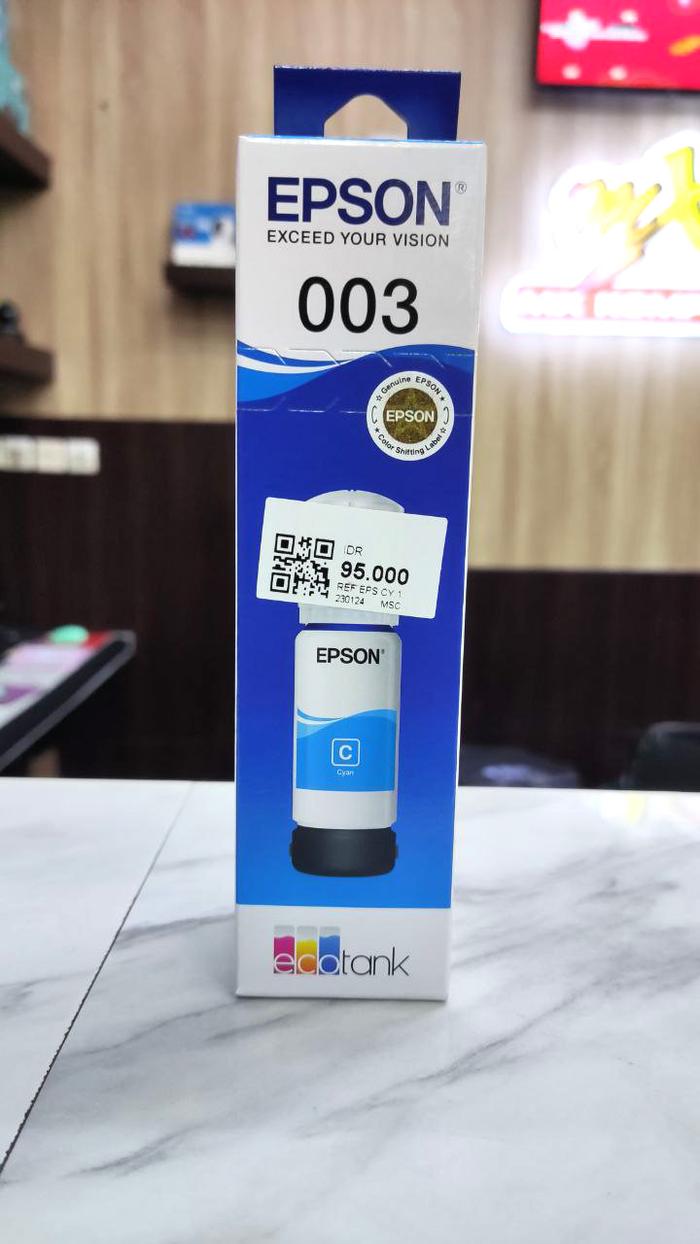 EPSON®
EXCEED YOUR VISION
003
Genuine EPSON
EPSON
Color Shifting Label
IDR
95.000
REF EPS CY 1
230124 MSC
EPSON®
C
Cyan
ecotank